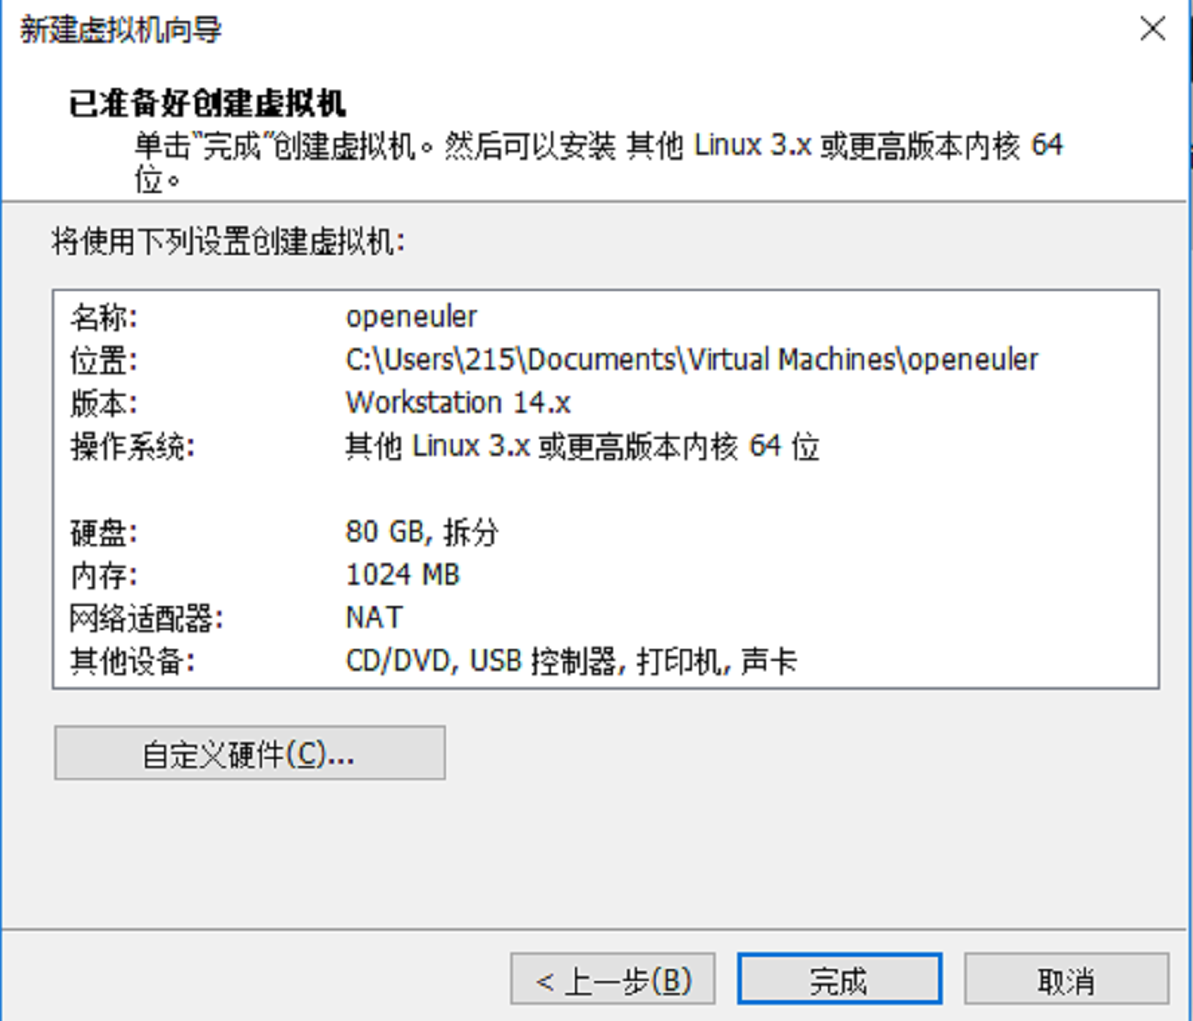 新建虚拟机向导
已准备好创建虚拟机
单击"完成"创建虚拟机。然后可以安装 其他 Linux 3.x 或更高版本内核 64
位。
将使用下列设置创建虚拟机:
名称: openeuler
位置: C:\Users\215\Documents\Virtual Machines\openeuler
版本: Workstation 14.x
操作系统: 其他 Linux 3.x 或更高版本内核 64 位
硬盘: 80 GB, 拆分
内存: 1024 MB
网络适配器: NAT
其他设备: CD/DVD, USB 控制器, 打印机, 声卡
自定义硬件(C)...
< 上一步(B) 完成 取消